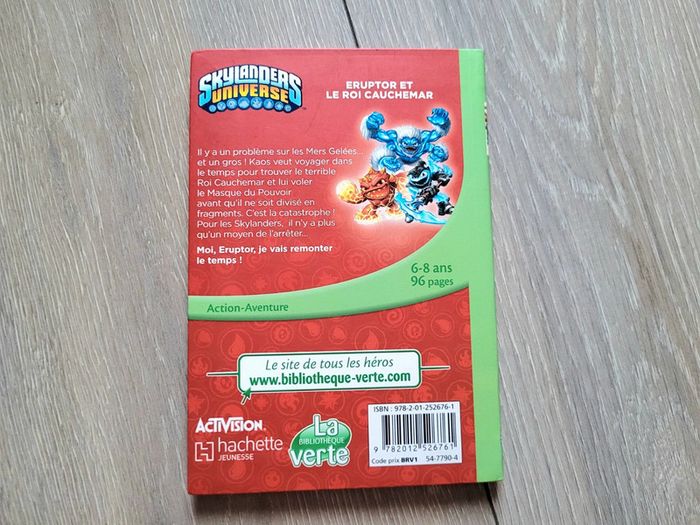 SKYLANDERS
UNIVERSE
ERUPTOR ET
LE ROI CAUCHEMAR
Il y a un problème sur les Mers Gelées...
et un gros ! Kaos veut voyager dans
le temps pour trouver le terrible
Roi Cauchemar et lui voler
le Masque du Pouvoir
avant qu'il ne soit divisé en
fragments. C'est la catastrophe !
Pour les Skylanders, il n'y a plus
qu'un moyen de l'arrêter...
Moi, Eruptor, je vais remonter
le temps !
6-8 ans
96 pages
Action-Aventure
Le site de tous les héros
www.bibliotheque-verte.com
ACTIVISION
hachette
JEUNESSE
La
BIBLIOTHÈQUE
verte
ISBN : 978-2-01-252676-1
9 782012 526761
Code prix BRV1
54-7790-4